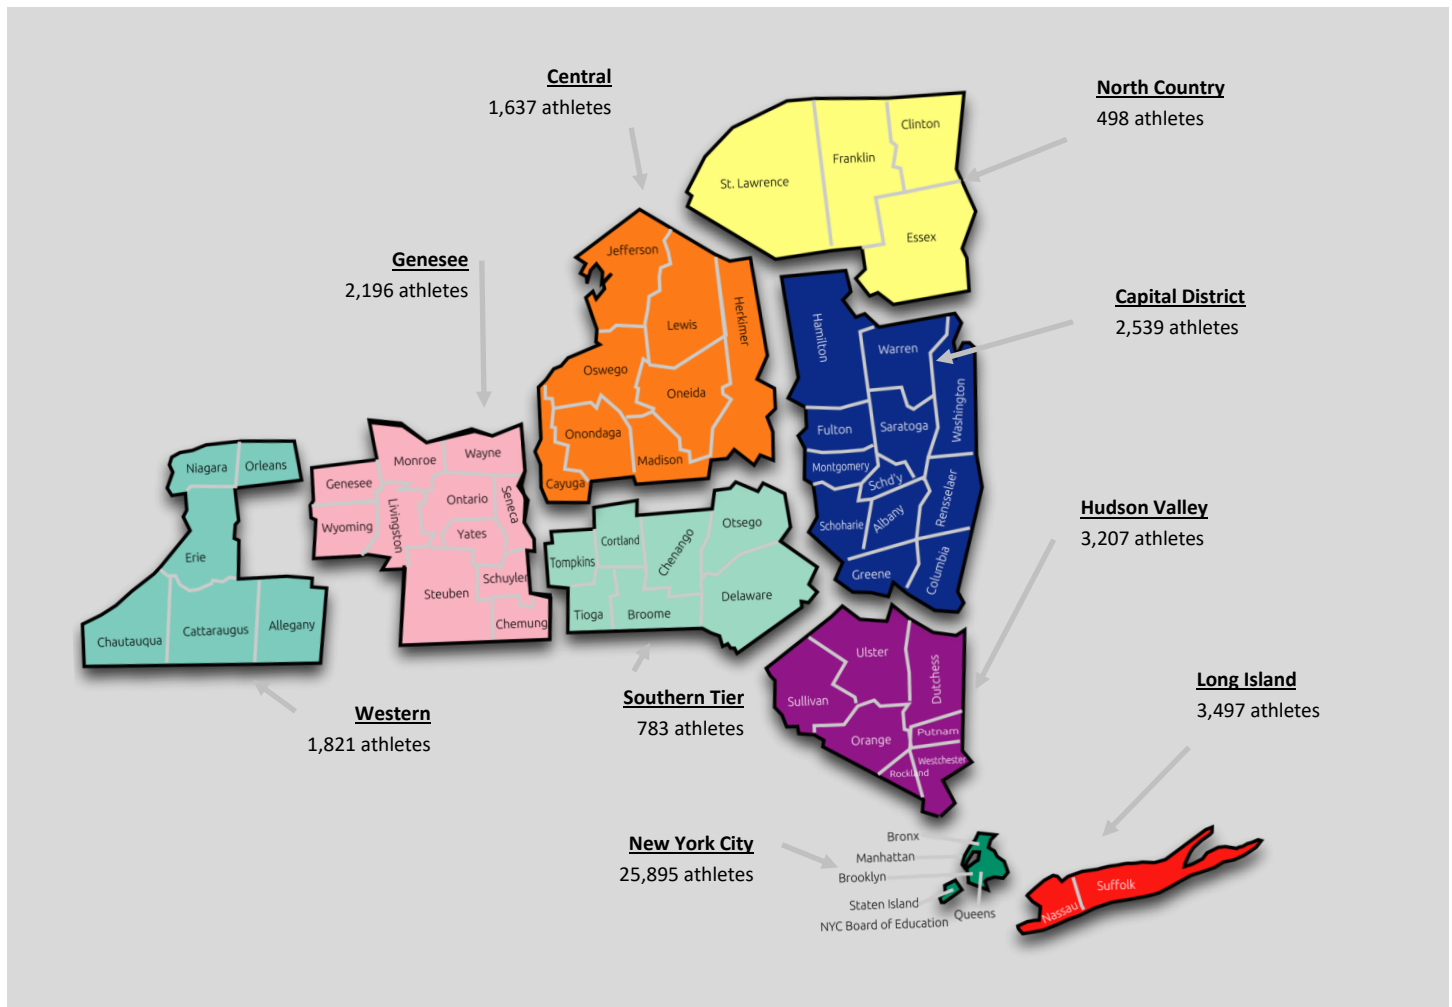 Central
1,637 athletes
North Country
498 athletes
Clinton
Franklin
St. Lawrence
Essex
Genesee
2,196 athletes
Jefferson
Lewis
Herkimer
Oswego
Oneida
Onondaga
Madison
Cayuga
Capital District
2,539 athletes
Hamilton
Warren
Washington
Fulton
Saratoga
Montgomery
Schd'y
Rensselaer
Schoharie
Albany
Greene
Columbia
Niagara
Orleans
Erie
Chautauqua
Cattaraugus
Allegany
Monroe
Wayne
Genesee
Ontario
Seneca
Wyoming
Livingston
Yates
Steuben
Schuyler
Chemung
Otsego
Cortland
Chenango
Tompkins
Tioga
Broome
Delaware
Hudson Valley
3,207 athletes
Ulster
Dutchess
Sullivan
Orange
Putnam
Westchester
Rockland
Western
1,821 athletes
Southern Tier
783 athletes
Long Island
3,497 athletes
New York City
25,895 athletes
Bronx
Manhattan
Brooklyn
Staten Island
Queens
NYC Board of Education
Suffolk
Nassau